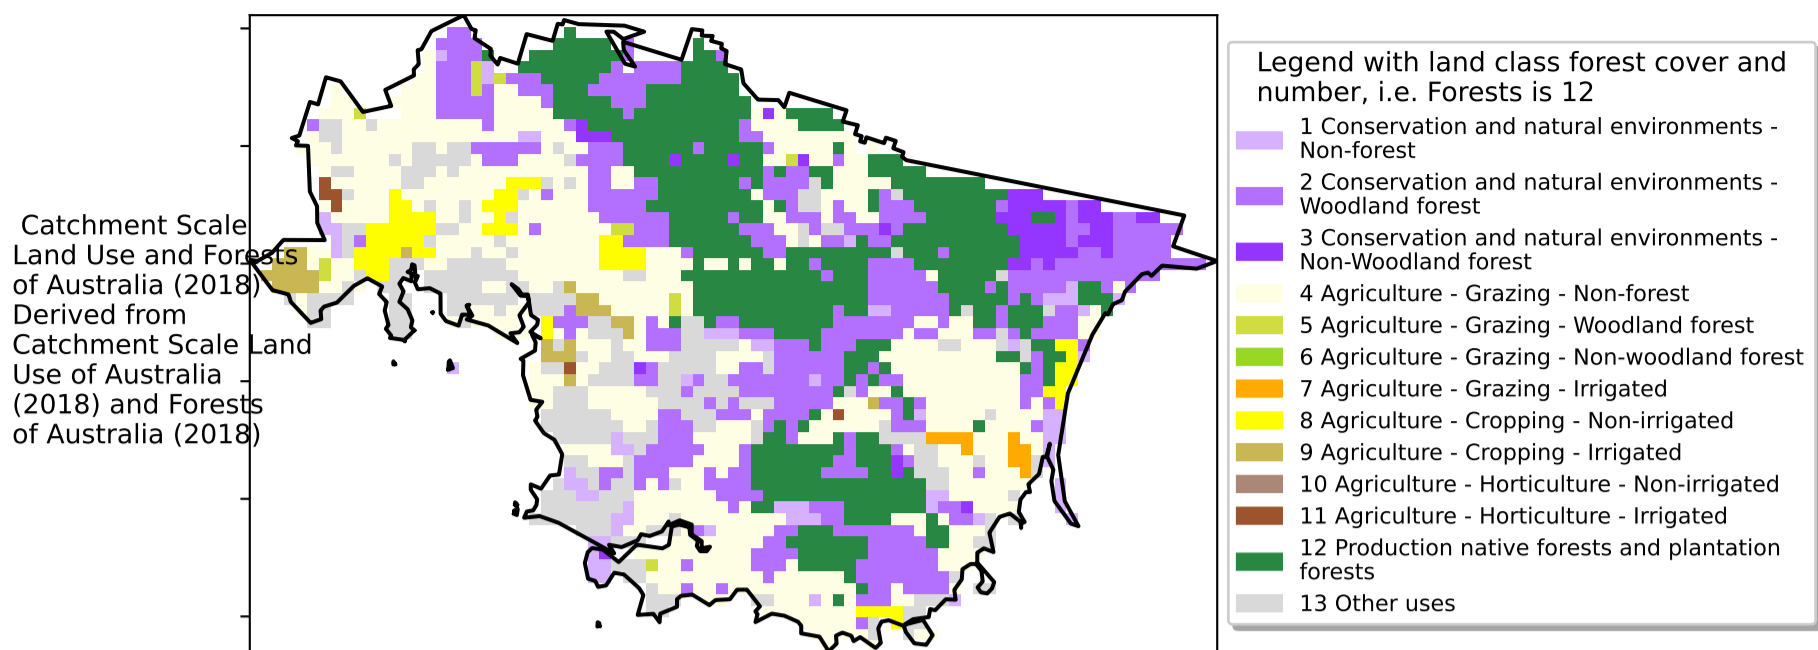 Catchment Scale
Land Use and Forests
of Australia (2018)
Derived from
Catchment Scale Land
Use of Australia
(2018) and Forests
of Australia (2018)
Legend with land class forest cover and
number, i.e. Forests is 12
1 Conservation and natural environments -
Non-forest
2 Conservation and natural environments -
Woodland forest
3 Conservation and natural environments -
Non-Woodland forest
4 Agriculture - Grazing - Non-forest
5 Agriculture - Grazing - Woodland forest
6 Agriculture - Grazing - Non-woodland forest
7 Agriculture - Grazing - Irrigated
8 Agriculture - Cropping - Non-irrigated
9 Agriculture - Cropping - Irrigated
10 Agriculture - Horticulture - Non-irrigated
11 Agriculture - Horticulture - Irrigated
12 Production native forests and plantation
forests
13 Other uses